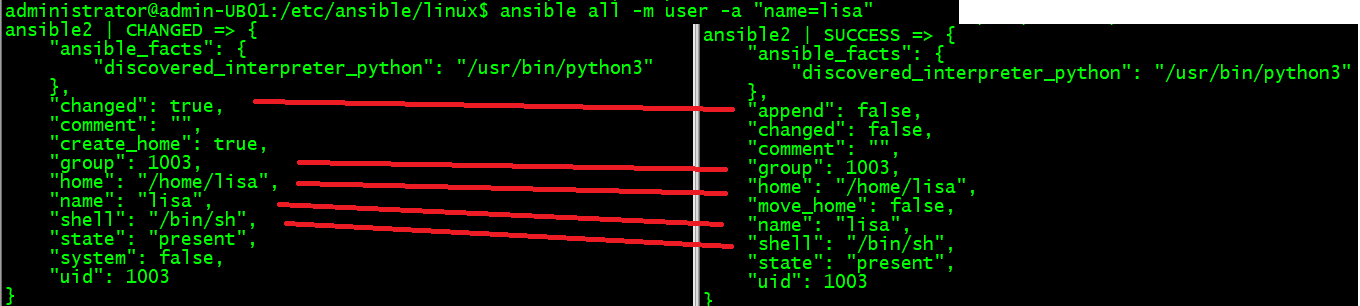 administrator@admin-UB01:/etc/ansible/linux$ ansible all -m user -a "name=lisa"
ansible2 | CHANGED => {
    "ansible_facts": {
        "discovered_interpreter_python": "/usr/bin/python3"
    },
    "changed": true,
    "comment": "",
    "create_home": true,
    "group": 1003,
    "home": "/home/lisa",
    "name": "lisa",
    "shell": "/bin/sh",
    "state": "present",
    "system": false,
    "uid": 1003
}
ansible2 | SUCCESS => {
    "ansible_facts": {
        "discovered_interpreter_python": "/usr/bin/python3"
    },
    "append": false,
    "changed": false,
    "comment": "",
    "group": 1003,
    "home": "/home/lisa",
    "move_home": false,
    "name": "lisa",
    "shell": "/bin/sh",
    "state": "present",
    "uid": 1003
}